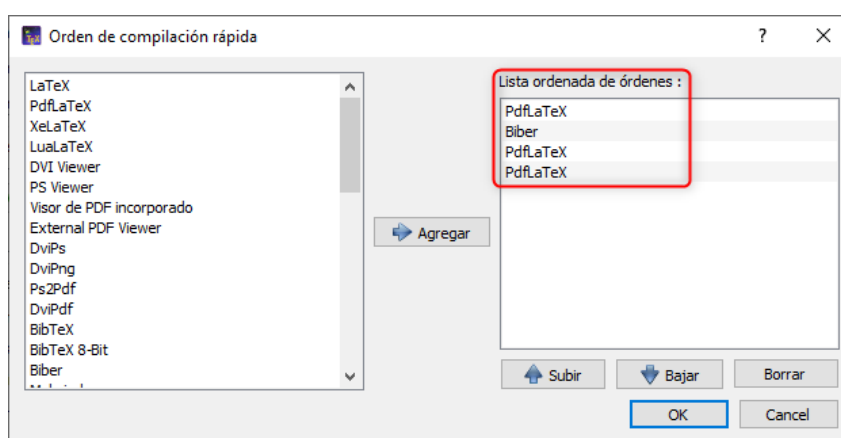 Orden de compilación rápida
?
LaTeX
PdfLaTeX
XeLaTeX
LuaLaTeX
DVI Viewer
PS Viewer
Visor de PDF incorporado
External PDF Viewer
DviPs
DviPng
Ps2Pdf
DviPdf
BibTeX
BibTeX 8-Bit
Biber
Agregar
Lista ordenada de órdenes :
PdfLaTeX
Biber
PdfLaTeX
PdfLaTeX
Subir
Bajar
Borrar
OK
Cancel